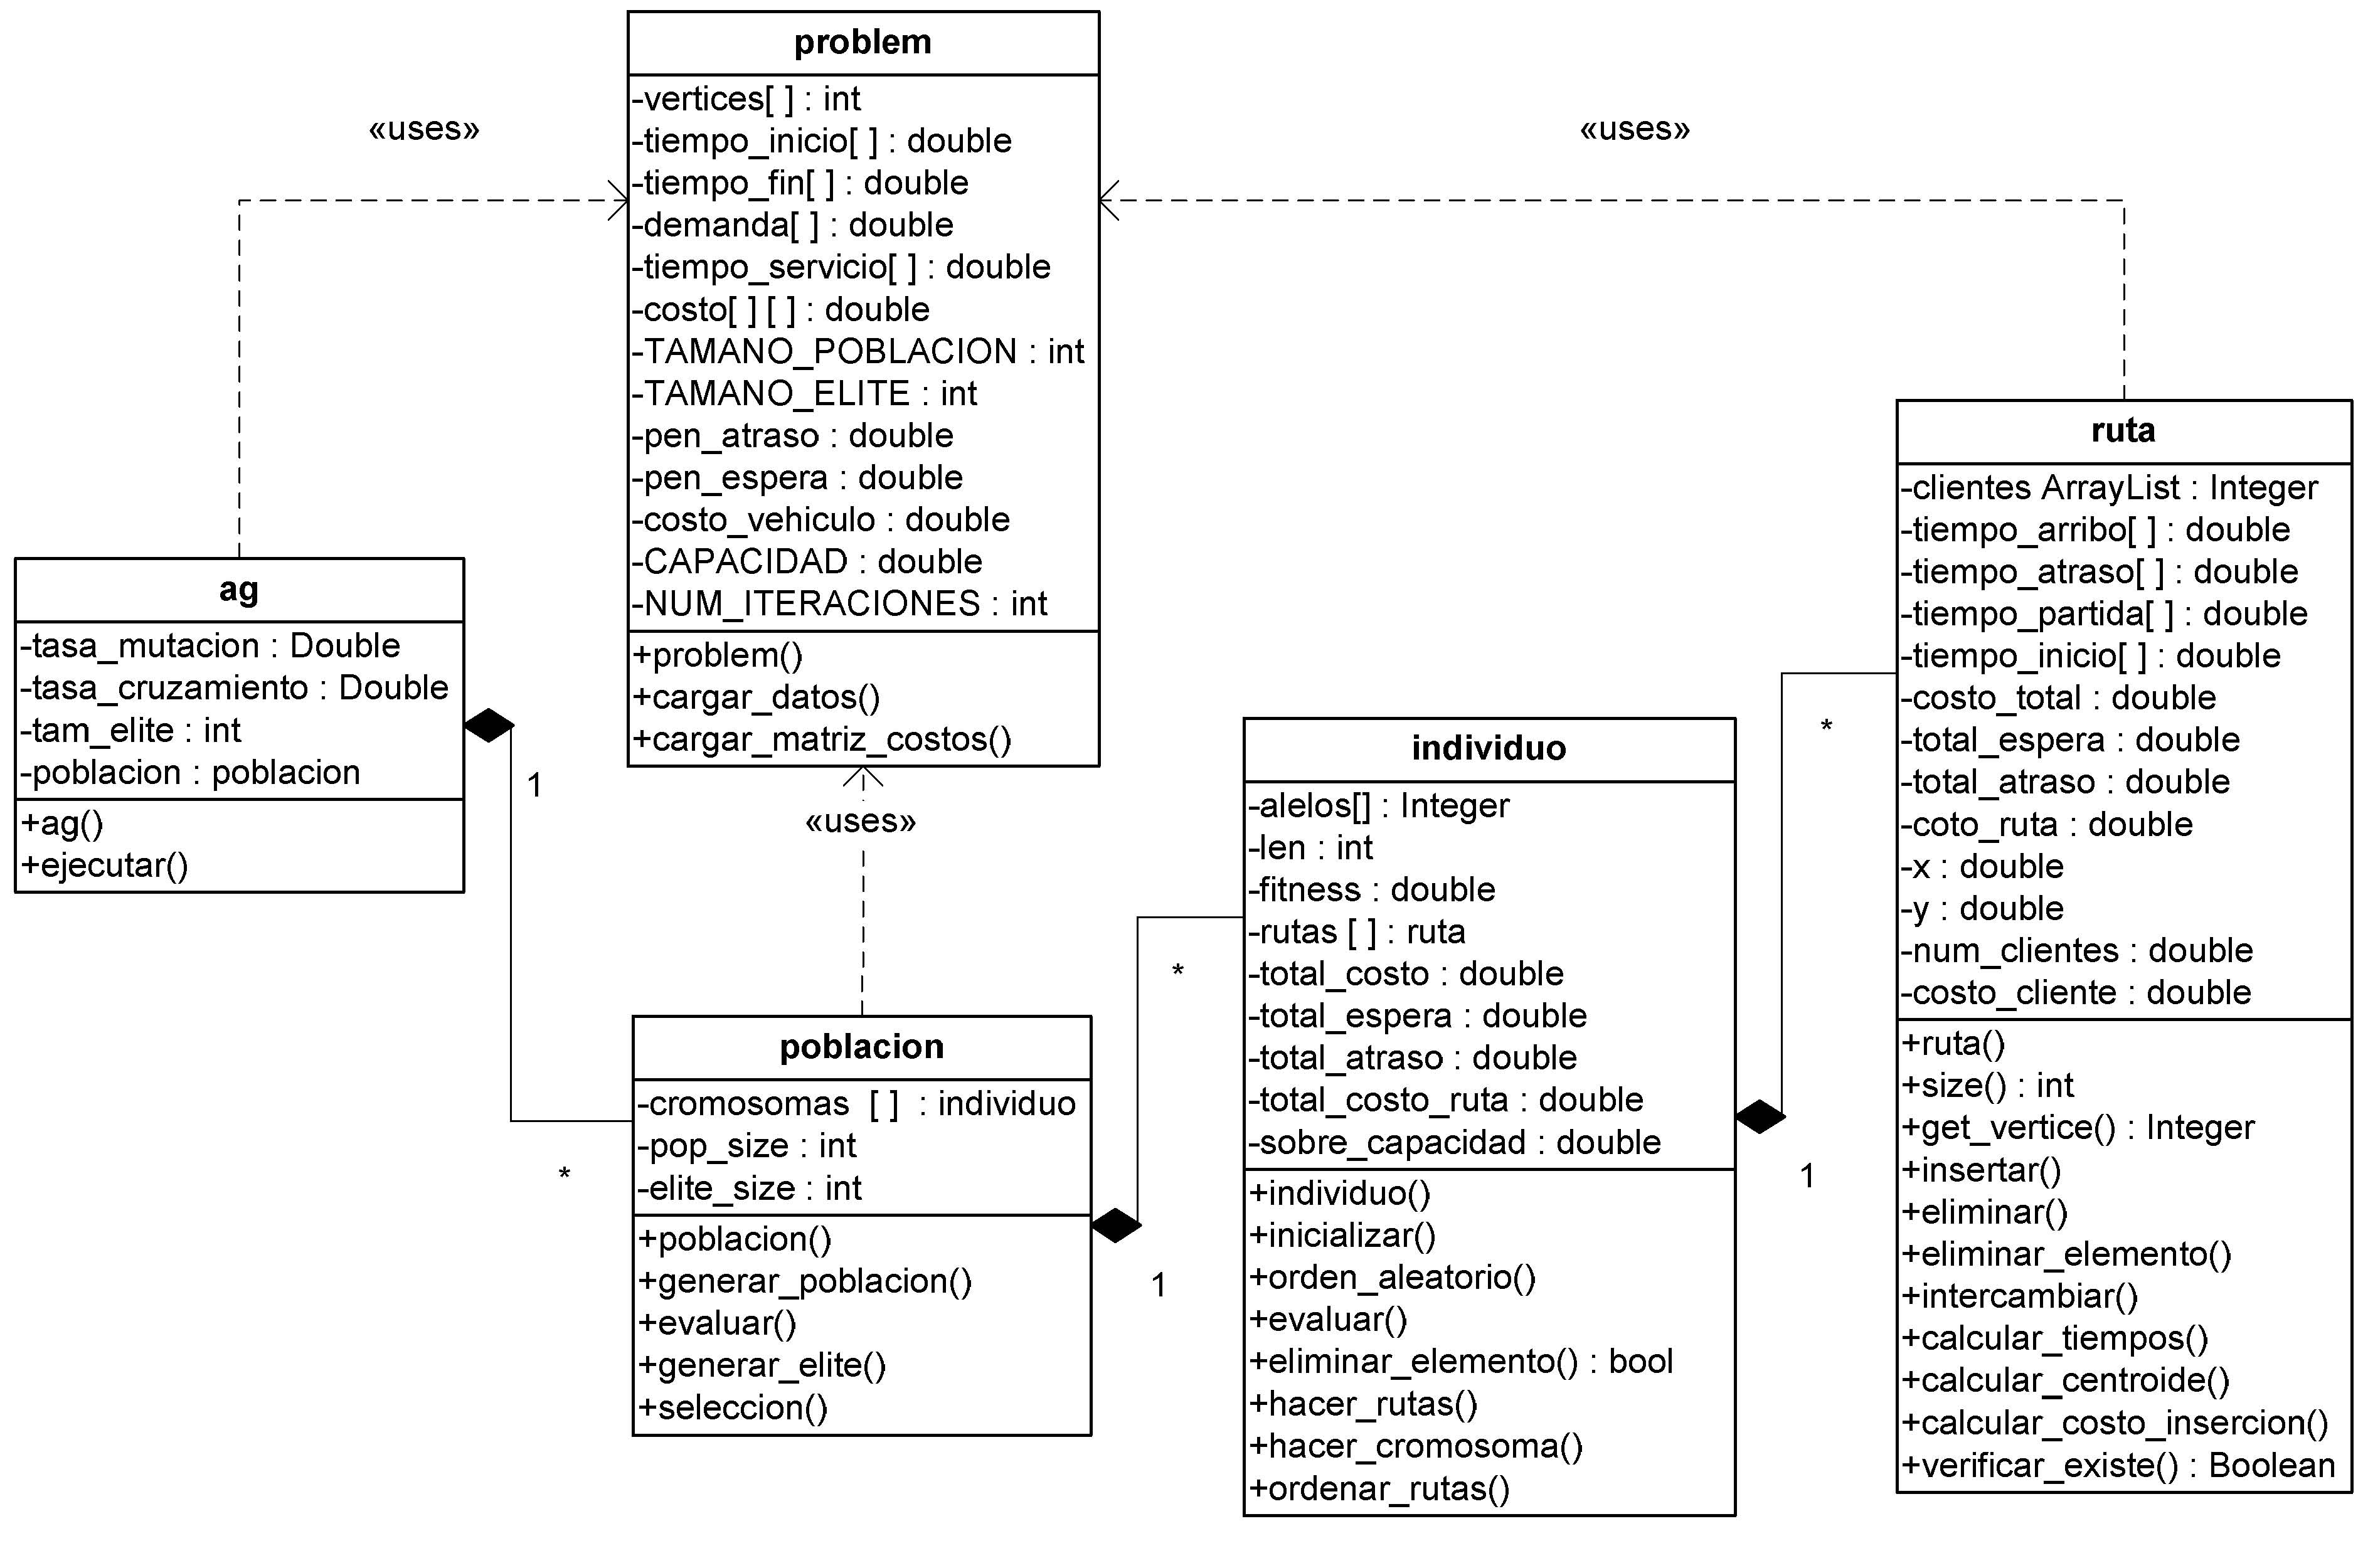 problem
-vertices[ ] : int
-tiempo_inicio[ ] : double
-tiempo_fin[ ] : double
-demanda[ ] : double
-tiempo_servicio[ ] : double
-costo[ ] [ ] : double
-TAMANO_POBLACION : int
-TAMANO_ELITE : int
-pen_atraso : double
-pen_espera : double
-costo_vehiculo : double
-CAPACIDAD : double
-NUM_ITERACIONES : int
+problem()
+cargar_datos()
+cargar_matriz_costos()
«uses»
«uses»
«uses»
ag
-tasa_mutacion : Double
-tasa_cruzamiento : Double
-tam_elite : int
-poblacion : poblacion
+ag()
+ejecutar()
1
*
poblacion
-cromosomas [ ] : individuo
-pop_size : int
-elite_size : int
+poblacion()
+generar_poblacion()
+evaluar()
+generar_elite()
+seleccion()
1
*
individuo
-alelos[] : Integer
-len : int
-fitness : double
-rutas [ ] : ruta
-total_costo : double
-total_espera : double
-total_atraso : double
-total_costo_ruta : double
-sobre_capacidad : double
+individuo()
+inicializar()
+orden_aleatorio()
+evaluar()
+eliminar_elemento() : bool
+hacer_rutas()
+hacer_cromosoma()
+ordenar_rutas()
1
*
ruta
-clientes ArrayList : Integer
-tiempo_arribo[ ] : double
-tiempo_atraso[ ] : double
-tiempo_partida[ ] : double
-tiempo_inicio[ ] : double
-costo_total : double
-total_espera : double
-total_atraso : double
-coto_ruta : double
-x : double
-y : double
-num_clientes : double
-costo_cliente : double
+ruta()
+size() : int
+get_vertice() : Integer
+insertar()
+eliminar()
+eliminar_elemento()
+intercambiar()
+calcular_tiempos()
+calcular_centroide()
+calcular_costo_insercion()
+verificar_existe() : Boolean